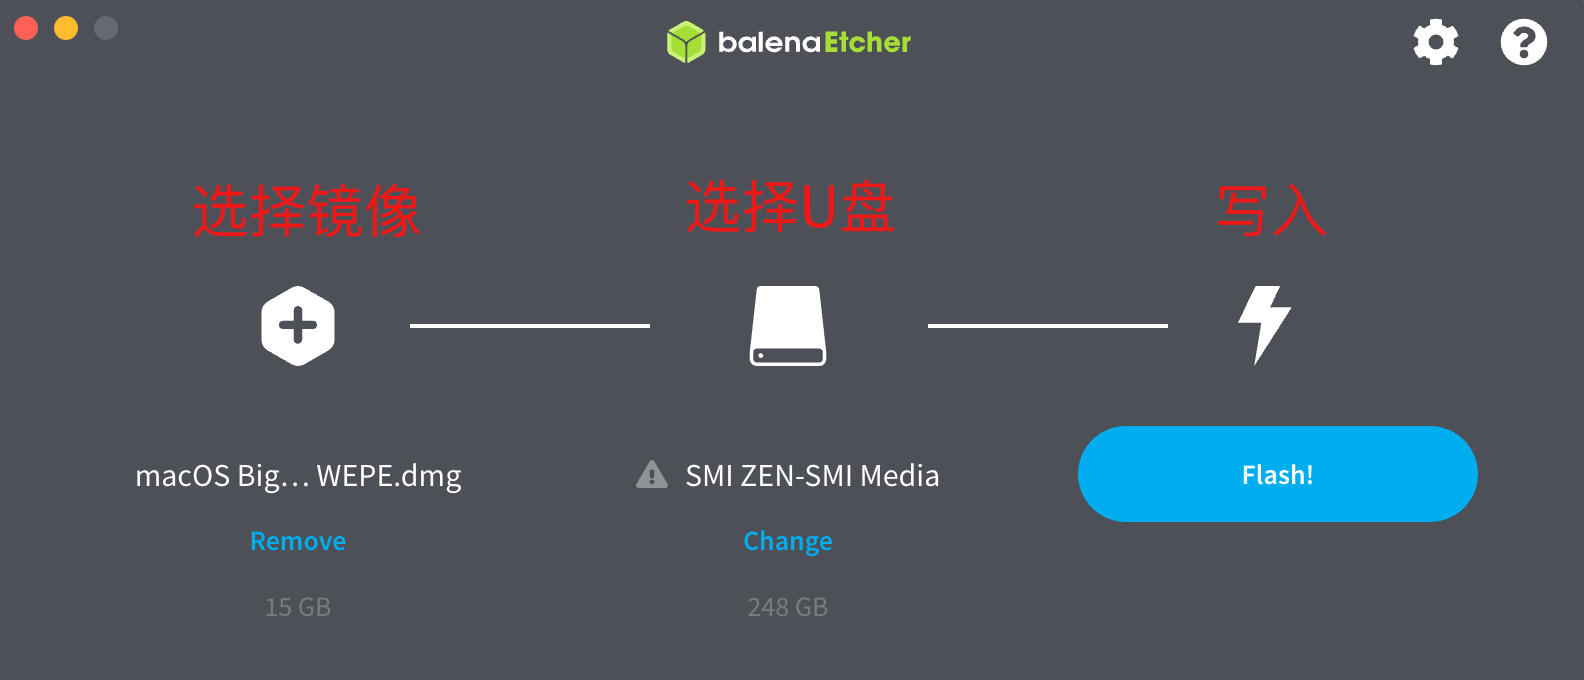 balenaEtcher
选择镜像
选择U盘
写入
macOS Big... WEPE.dmg
SMI ZEN-SMI Media
Flash!
Remove
Change
15 GB
248 GB